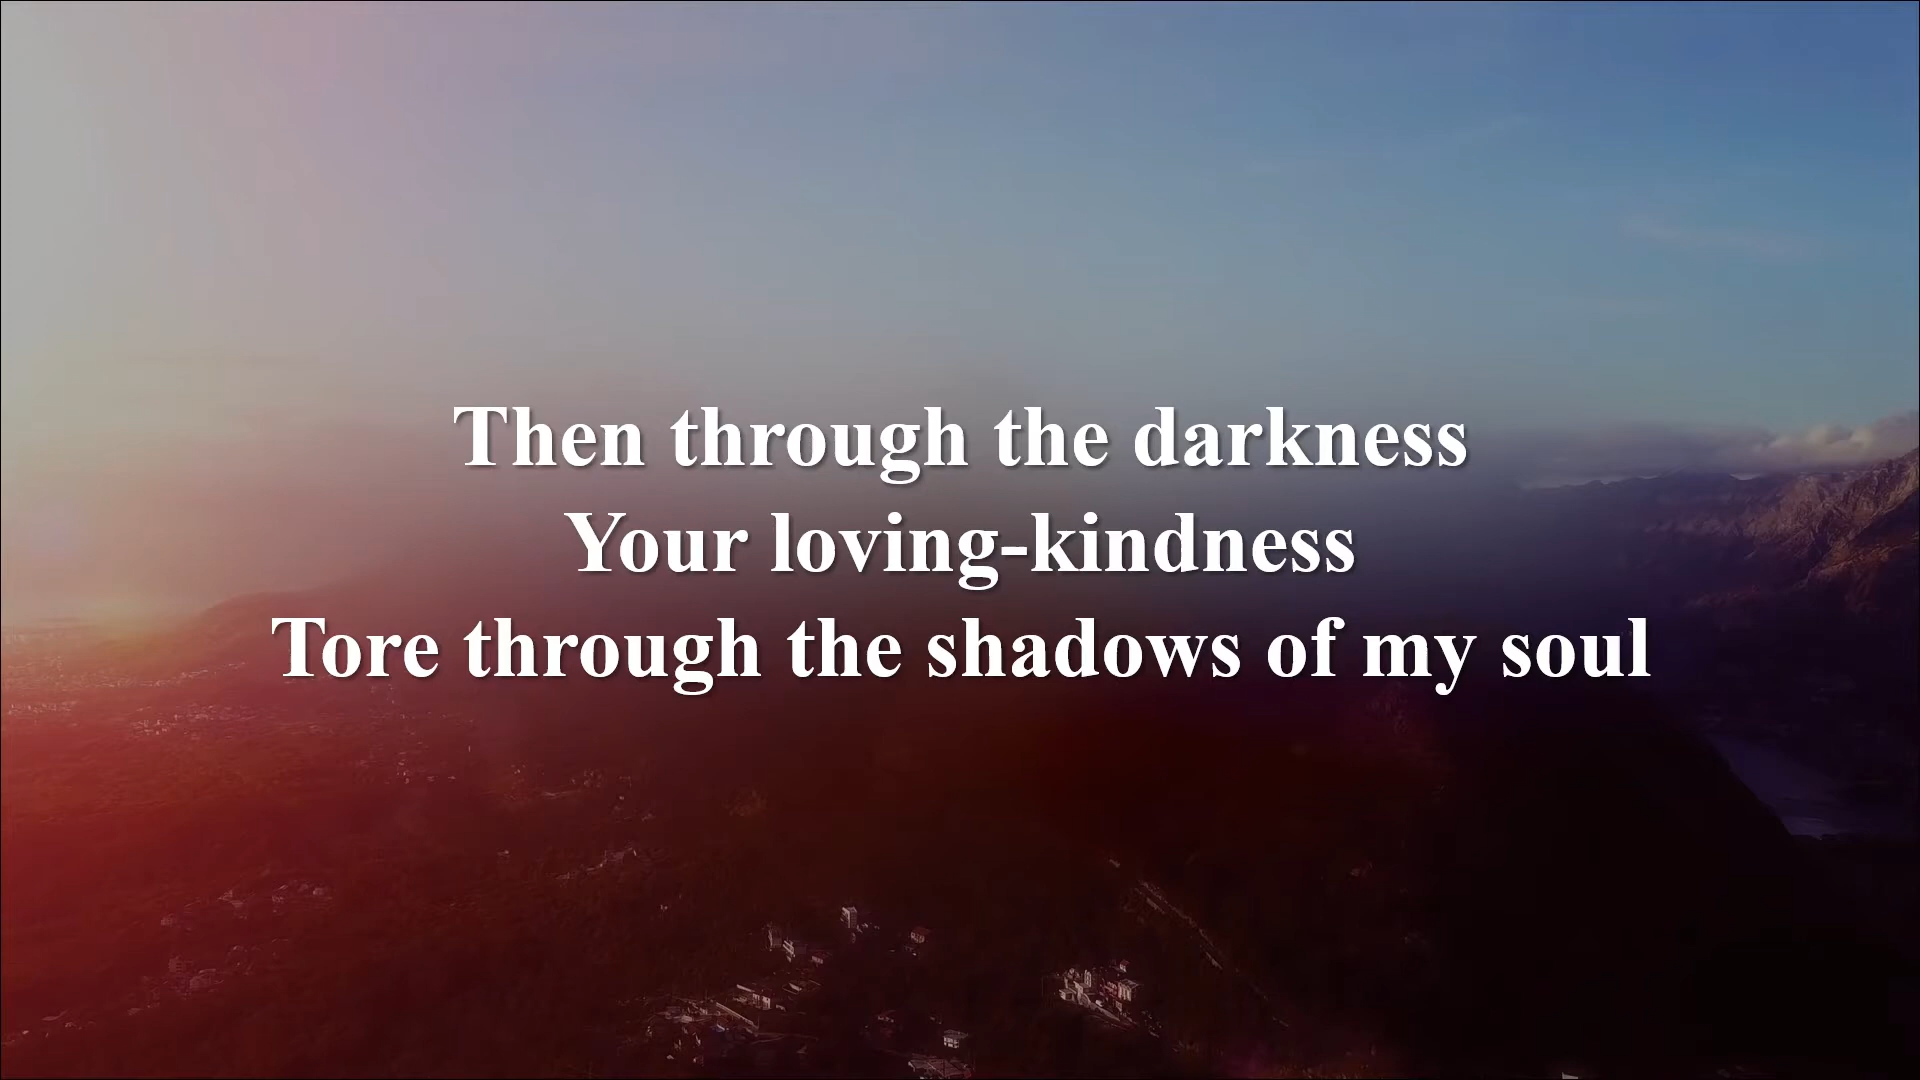 Then through the darkness
Your loving-kindness
Tore through the shadows of my soul